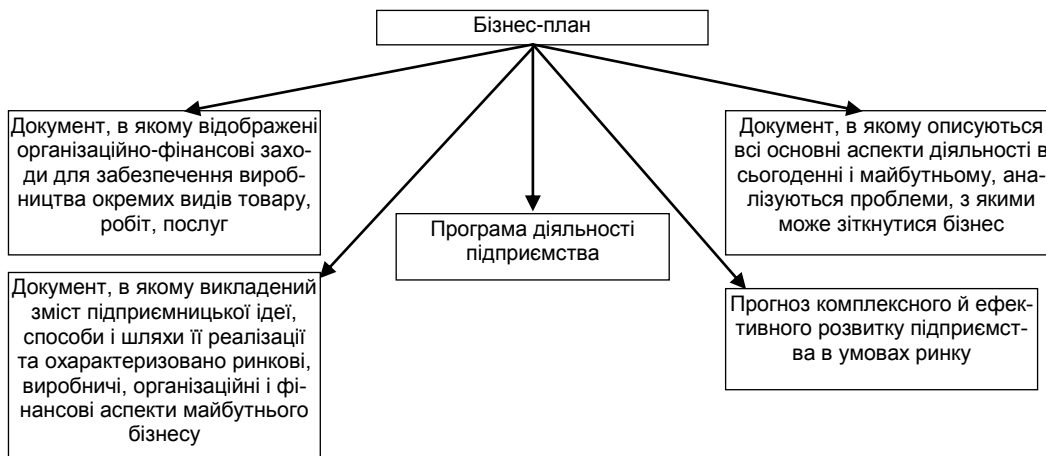 Бізнес-план
Документ, в якому відображені
організаційно-фінансові захо-
ди для забезпечення вироб-
ництва окремих видів товару,
робіт, послуг
Документ, в якому описуються
всі основні аспекти діяльності в
сьогоденні і майбутньому, ана-
лізуються проблеми, з якими
може зіткнутися бізнес
Програма діяльності
підприємства
Документ, в якому викладений
зміст підприємницької ідеї,
способи і шляхи її реалізації
та охарактеризовано ринкові,
виробничі, організаційні і фі-
нансові аспекти майбутнього
бізнесу
Прогноз комплексного й ефек-
тивного розвитку підприємст-
ва в умовах ринку